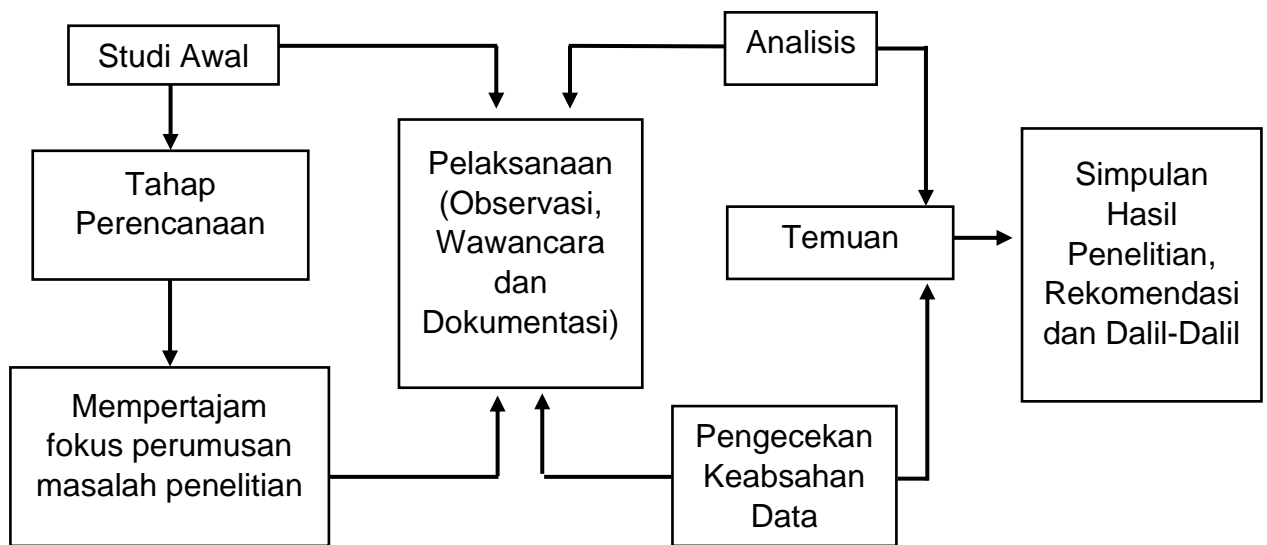 Studi Awal
Tahap
Perencanaan
Mempertajam
fokus perumusan
masalah penelitian
Pelaksanaan
(Observasi,
Wawancara
dan
Dokumentasi)
Analisis
Temuan
Pengecekan
Keabsahan
Data
Simpulan
Hasil
Penelitian,
Rekomendasi
dan Dalil-Dalil